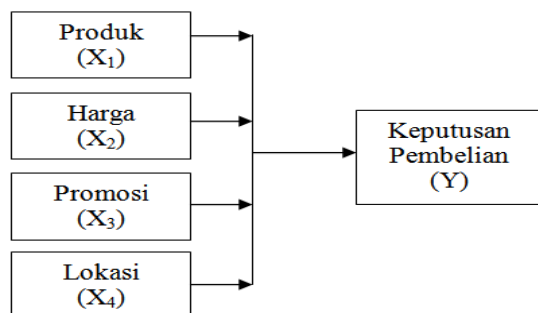 Produk
(X₁)
Harga
(X₂)
Promosi
(X₃)
Lokasi
(X₄)
Keputusan
Pembelian
(Y)